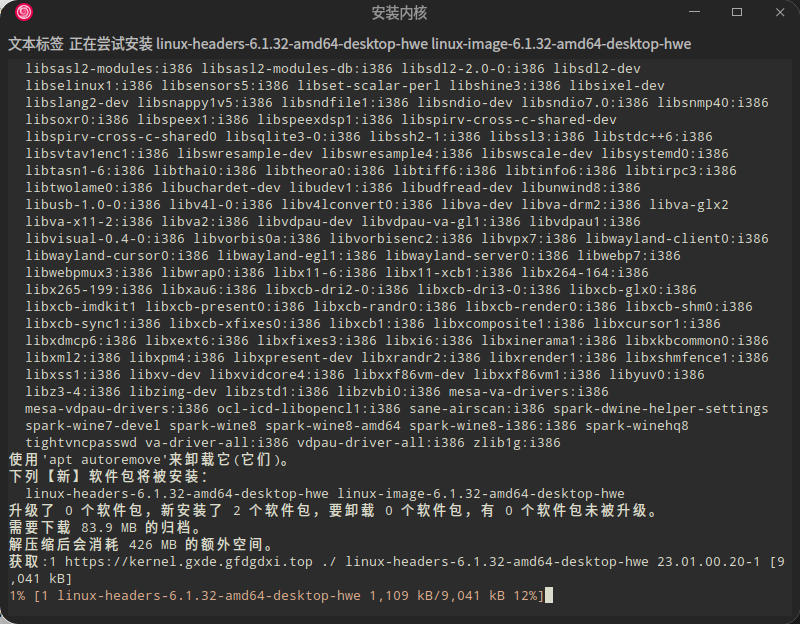 安装内核
文本标签 正在尝试安装 linux-headers-6.1.32-amd64-desktop-hwe linux-image-6.1.32-amd64-desktop-hwe
libsasl2-modules:i386 libsasl2-modules-db:i386 libsdl2-2.0-0:i386 libsdl2-dev
libselinux1:i386 libsensors5:i386 libset-scalar-perl libshine3:i386 libsixel-dev
libslang2-dev libsnappy1v5:i386 libsndfile1:i386 libsndio-dev libsndio7.0:i386 libsnmp40:i386
libsoxr0:i386 libspeex1:i386 libspeexdsp1:i386 libspirv-cross-c-shared-dev
libspirv-cross-c-shared0 libsqlite3-0:i386 libssh2-1:i386 libssl3:i386 libstdc++6:i386
libsvtav1enc1:i386 libswresample-dev libswresample4:i386 libswscale-dev libsystemd0:i386
libtasn1-6:i386 libthai0:i386 libtheora0:i386 libtiff6:i386 libtinfo6:i386 libtirpc3:i386
libtwolame0:i386 libuchardet-dev libudev1:i386 libudfread-dev libunwind8:i386
libusb-1.0-0:i386 libv4l-0:i386 libv4lconvert0:i386 libva-dev libva-drm2:i386 libva-glx2
libva-x11-2:i386 libva2:i386 libvdpau-dev libvdpau-va-gl1:i386 libvdpau1:i386
libvisual-0.4-0:i386 libvorbis0a:i386 libvorbisenc2:i386 libvpx7:i386 libwayland-client0:i386
libwayland-cursor0:i386 libwayland-egl1:i386 libwayland-server0:i386 libwebp7:i386
libwebpmux3:i386 libwrap0:i386 libx11-6:i386 libx11-xcb1:i386 libx264-164:i386
libx265-199:i386 libxau6:i386 libxcb-dri2-0:i386 libxcb-dri3-0:i386 libxcb-glx0:i386
libxcb-imdkit1 libxcb-present0:i386 libxcb-randr0:i386 libxcb-render0:i386 libxcb-shm0:i386
libxcb-sync1:i386 libxcb-xfixes0:i386 libxcb1:i386 libxcomposite1:i386 libxcursor1:i386
libxdmcp6:i386 libxext6:i386 libxfixes3:i386 libxi6:i386 libxinerama1:i386 libxkbcommon0:i386
libxml2:i386 libxpm4:i386 libxpresent-dev libxrandr2:i386 libxrender1:i386 libxshmfence1:i386
libxss1:i386 libxv-dev libxvidcore4:i386 libxxf86vm-dev libxxf86vm1:i386 libyuv0:i386
libz3-4:i386 libzimg-dev libzstd1:i386 libzvbi0:i386 mesa-va-drivers:i386
mesa-vdpau-drivers:i386 ocl-icd-libopencl1:i386 sane-airscan:i386 spark-dwine-helper-settings
spark-wine7-devel spark-wine8 spark-wine8-amd64 spark-wine8-i386:i386 spark-winehq8
tightvncpasswd va-driver-all:i386 vdpau-driver-all:i386 zlib1g:i386
使用'apt autoremove'来卸载它(它们)。
下列【新】软件包将被安装：
linux-headers-6.1.32-amd64-desktop-hwe linux-image-6.1.32-amd64-desktop-hwe
升级了 0 个软件包，新安装了 2 个软件包，要卸载 0 个软件包，有 0 个软件包未被升级。
需要下载 83.9 MB 的归档。
解压缩后会消耗 426 MB 的额外空间。
获取:1 https://kernel.gxde.gfdgdxi.top ./ linux-headers-6.1.32-amd64-desktop-hwe 23.01.00.20-1 [9
,041 kB]
1% [1 linux-headers-6.1.32-amd64-desktop-hwe 1,109 kB/9,041 kB 12%]